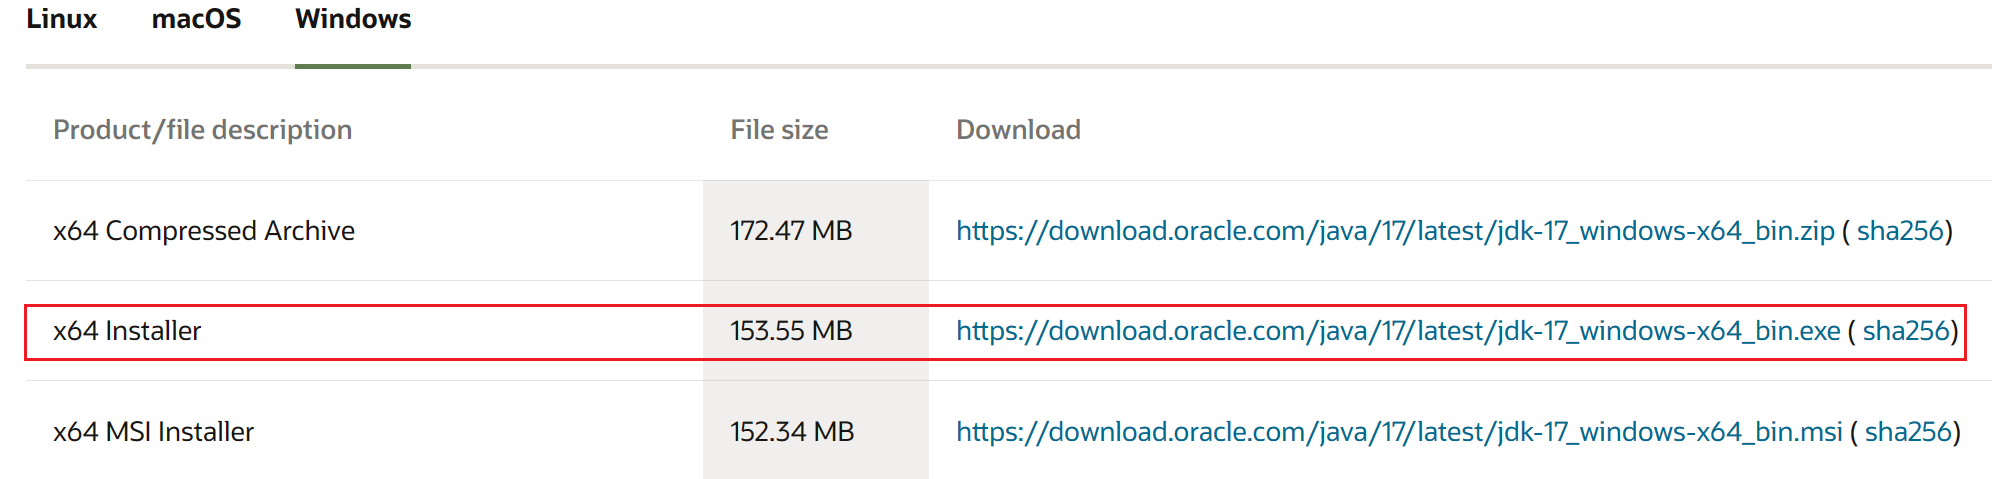 Linux macOS Windows
Product/file description File size Download
x64 Compressed Archive 172.47 MB https://download.oracle.com/java/17/latest/jdk-17_windows-x64_bin.zip ( sha256)
x64 Installer 153.55 MB https://download.oracle.com/java/17/latest/jdk-17_windows-x64_bin.exe ( sha256)
x64 MSI Installer 152.34 MB https://download.oracle.com/java/17/latest/jdk-17_windows-x64_bin.msi ( sha256)